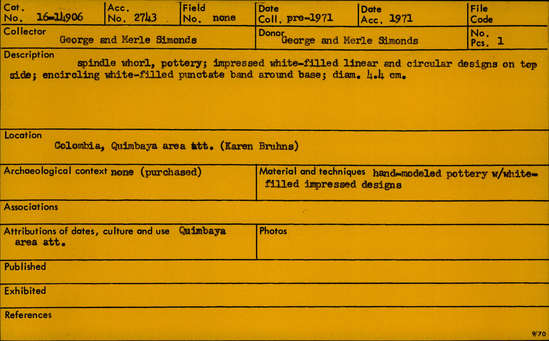 Cat. No. 16-14906 Acc. No. 2743 Field No. none Date Coll. pre-1971 Date Acc. 1971 File Code
Collector George and Merle Simonds Donor George and Merle Simonds No. Pcs. 1
Description spindle whorl, pottery; impressed white-filled linear and circular designs on top
side; encircling white-filled punctate band around base; diam. 4.4 cm.
Location
Colombia, Quimbaya area att. (Karen Bruhns)
Archaeological context none (purchased) Material and techniques hand-modeled pottery w/white-
filled impressed designs
Associations
Attributions of dates, culture and use Quimbaya
area att.
Photos
Published
Exhibited
References
9/70